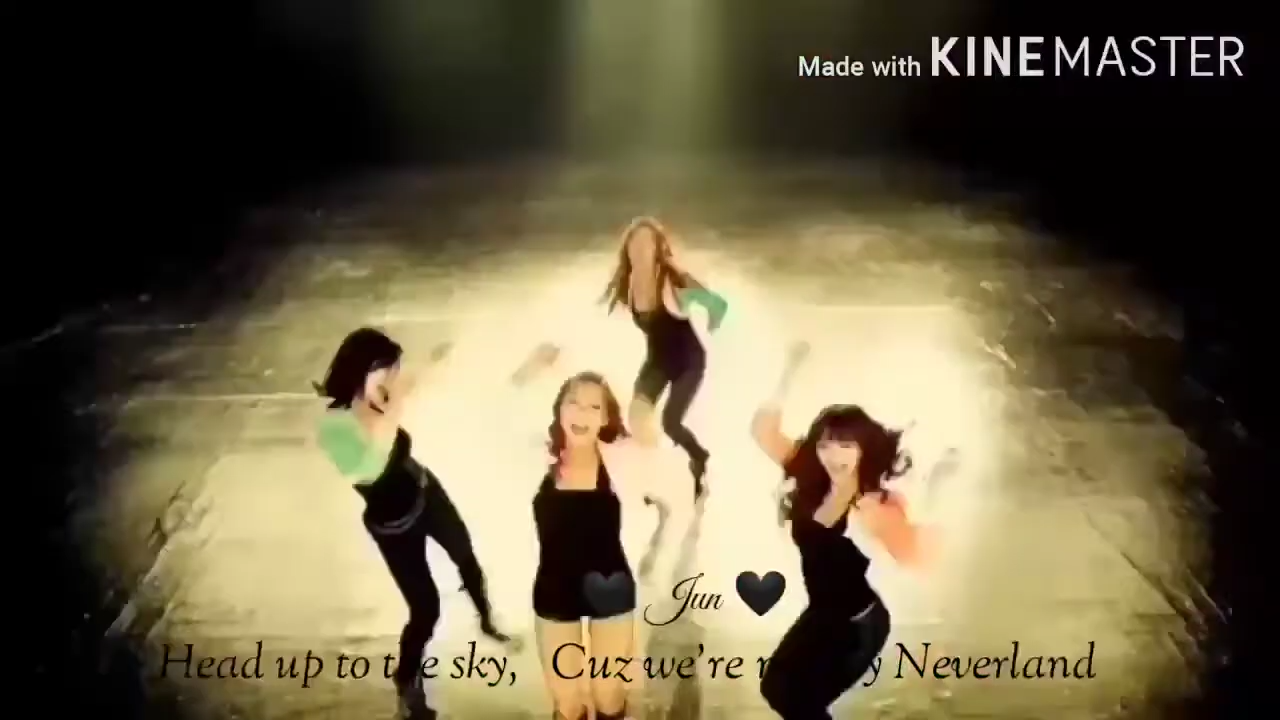 Made with KINEMASTER
🖤 Jun 🖤
Head up to the sky, Cuz we're Neverland